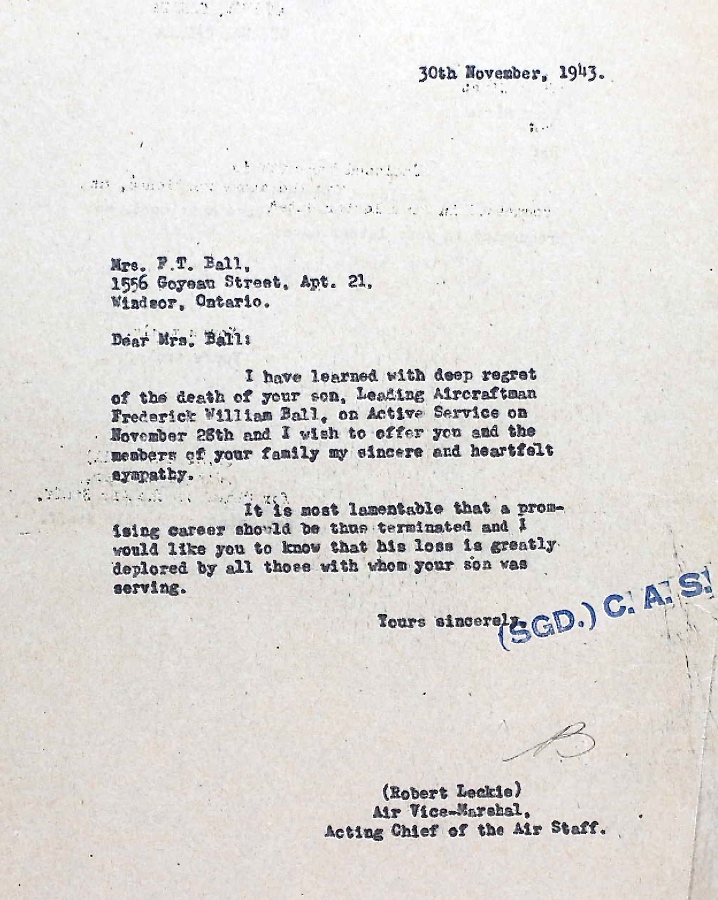 30th November, 1943.
Mrs. F.T. Ball,
1556 Goyeau Street, Apt. 21,
Windsor, Ontario.
Dear Mrs. Ball:
I have learned with deep regret
of the death of your son, Leading Aircraftman
Frederick William Ball, on Active Service on
November 28th and I wish to offer you and the
members of your family my sincere and heartfelt
sympathy.
It is most lamentable that a prom-
ising career should be thus terminated and I
would like you to know that his loss is greatly
deplored by all those with whom your son was
serving.
Yours sincerely,
(SGD.) C. A. S.
B
(Robert Leckie)
Air Vice-Marshal,
Acting Chief of the Air Staff.